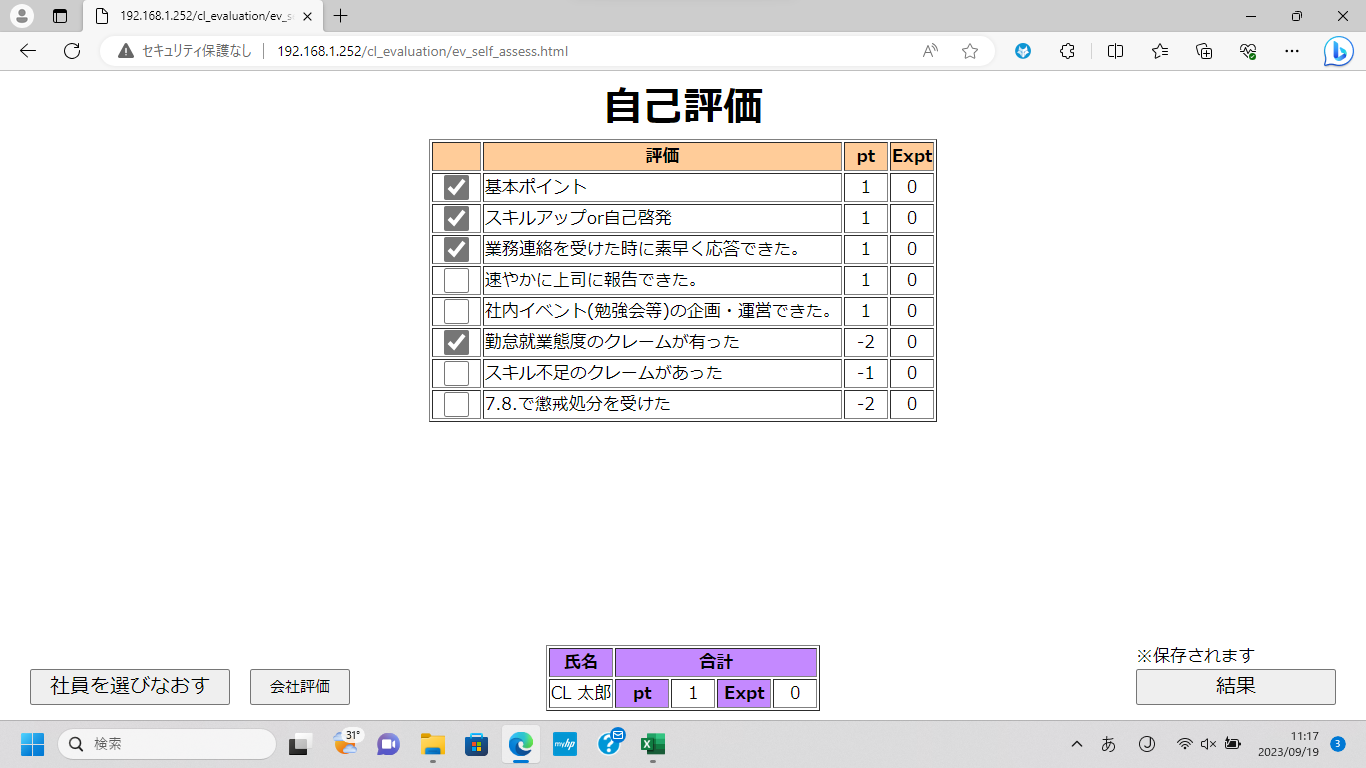 192.168.1.252/cl_evaluation/ev_s
セキュリティ保護なし 192.168.1.252/cl_evaluation/ev_self_assess.html
自己評価
評価 pt Expt
基本ポイント 1 0
スキルアップor自己啓発 1 0
業務連絡を受けた時に素早く応答できた。 1 0
速やかに上司に報告できた。 1 0
社内イベント(勉強会等)の企画・運営できた。 1 0
勤怠就業態度のクレームが有った -2 0
スキル不足のクレームがあった -1 0
7.8.で懲戒処分を受けた -2 0
社員を選びなおす
会社評価
氏名 合計
CL 太郎 pt 1 Expt 0
※保存されます
結果
検索
31°
myhp
あ
11:17
2023/09/19
3